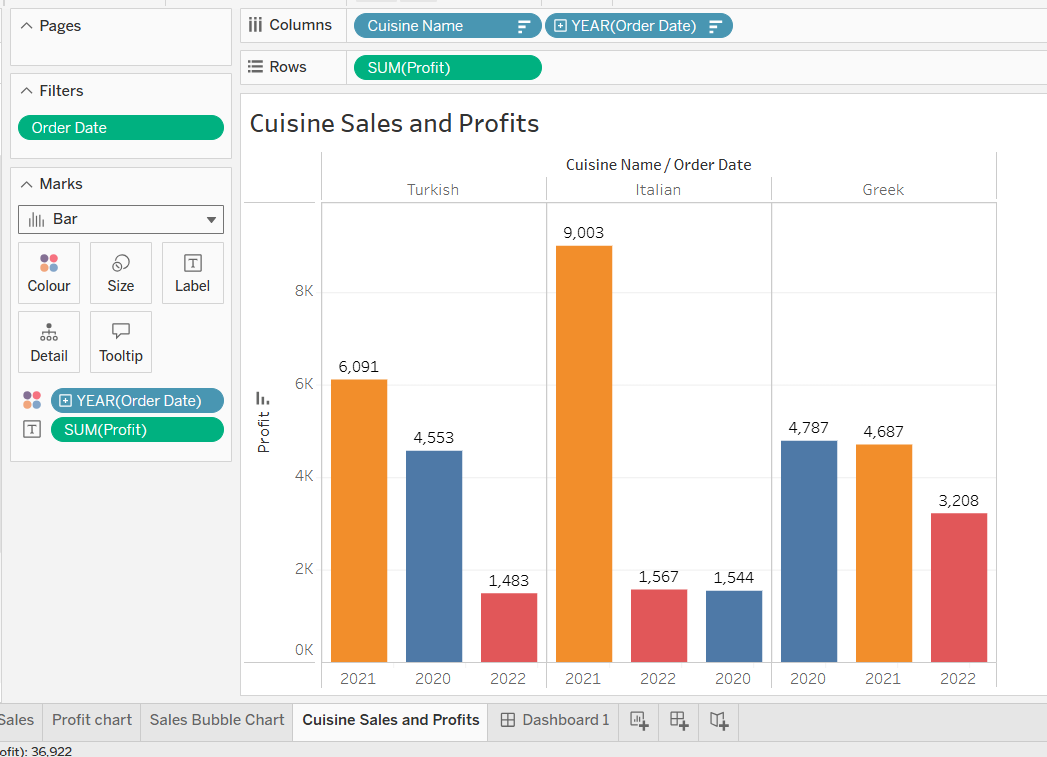 Pages
Columns
Cuisine Name
YEAR(Order Date)
Rows
SUM(Profit)
Filters
Order Date
Marks
Bar
Colour
Size
Label
Detail
Tooltip
YEAR(Order Date)
SUM(Profit)
Cuisine Sales and Profits
Cuisine Name / Order Date
Turkish Italian Greek
Profit
8K
6K
4K
2K
0K
6,091
4,553
1,483
9,003
1,567
1,544
4,787
4,687
3,208
2021 2020 2022 2021 2022 2020 2020 2021 2022
Sales Profit chart Sales Bubble Chart Cuisine Sales and Profits Dashboard 1
ofit): 36,922